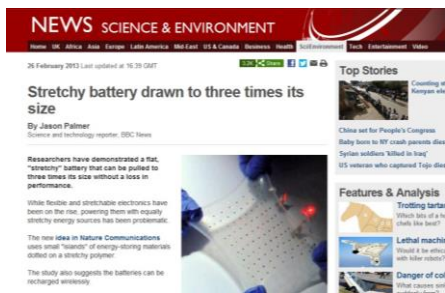 NEWS SCIENCE & ENVIRONMENT
Home UK Africa Asia Europe Latin America Mid-East US & Canada Business Health Sci/Environment Tech Entertainment Video
26 February 2013 Last updated at 16:39 GMT
Share
Stretchy battery drawn to three times its
size
By Jason Palmer
Science and technology reporter, BBC News
Researchers have demonstrated a flat,
"stretchy" battery that can be pulled to
three times its size without a loss in
performance.
While flexible and stretchable electronics have
been on the rise, powering them with equally
stretchy energy sources has been problematic.
The new idea in Nature Communications
uses small "islands" of energy-storing materials
dotted on a stretchy polymer.
The study also suggests the batteries can be
recharged wirelessly.
Top Stories
Counting
Kenyan
China set for People's Congress
Baby born to NY crash parents dies
Syrian soldiers 'killed in Iraq'
US veteran who captured Tojo dies
Features & Analysis
Trotting
Which bits of a
chefs like best?
Lethal
Would it be
with killer robots?
Danger of
What causes